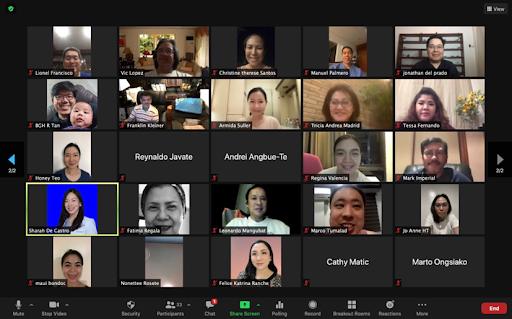 View
Lionel Francisco
Vic Lopez
Christine therese Santos
Manuel Palmero
jonathan del prado
BGH R Tan
Franklin Kleiner
Armida Suller
Tricia Andrea Madrid
Tessa Fernando
2/2
2/2
Honey Teo
Reynaldo Javate
Andrei Angbue-Te
Regina Valencia
Mark Imperial
Sharah De Castro
Fatima Regala
Leonardo Mangubat
Marco Tumalad
Jo Anne HT
maui bondoc
Nonettee Rosete
Felice Katrina Ranche
Cathy Matic
Marto Ongsiako
Mute
Stop Video
Security
Participants
33
Chat
Share Screen
Polling
Record
Breakout Rooms
Reactions
More
End